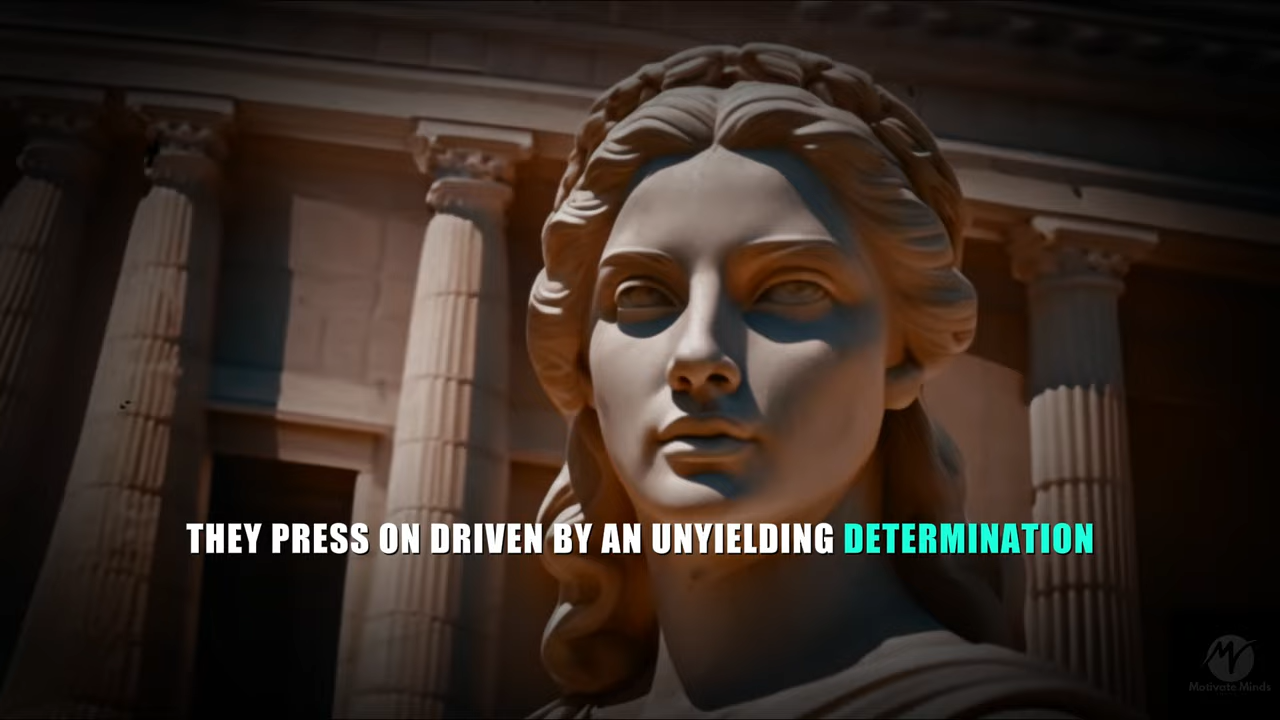 THEY PRESS ON DRIVEN BY AN UNYIELDING DETERMINATION
Motivate Minds